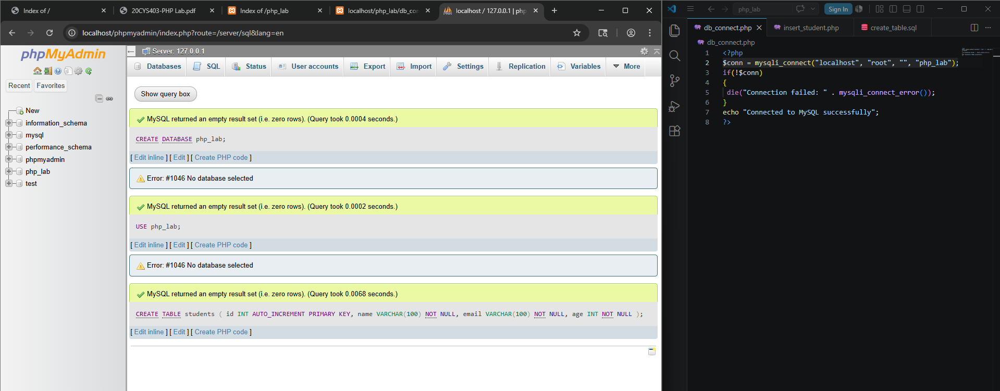 Index of /
20CYS403-PHP Lab.pdf
Index of /php_lab
localhost/php_lab/db_con
localhost / 127.0.0.1 | php
localhost/phpmyadmin/index.php?route=/server/sql&lang=en
phpMyAdmin
Recent
Favorites
New
information_schema
mysql
performance_schema
phpmyadmin
php_lab
test
Server: 127.0.0.1
Databases
SQL
Status
User accounts
Export
Import
Settings
Replication
Variables
More
Show query box
MySQL returned an empty result set (i.e. zero rows). (Query took 0.0004 seconds.)
CREATE DATABASE php_lab;
[ Edit inline ] [ Edit ] [ Create PHP code ]
Error: #1046 No database selected
MySQL returned an empty result set (i.e. zero rows). (Query took 0.0002 seconds.)
USE php_lab;
[ Edit inline ] [ Edit ] [ Create PHP code ]
Error: #1046 No database selected
MySQL returned an empty result set (i.e. zero rows). (Query took 0.0068 seconds.)
CREATE TABLE students ( id INT AUTO_INCREMENT PRIMARY KEY, name VARCHAR(100) NOT NULL, email VARCHAR(100) NOT NULL, age INT NOT NULL );
[ Edit inline ] [ Edit ] [ Create PHP code ]
php_lab
Sign In
db_connect.php
insert_student.php
create_table.sql
db_connect.php
1 <?php
2 $conn = mysqli_connect("localhost", "root", "", "php_lab");
3 if(!$conn)
4 {
5 die("Connection failed: " . mysqli_connect_error());
6 }
7 echo "Connected to MySQL successfully";
8 ?>